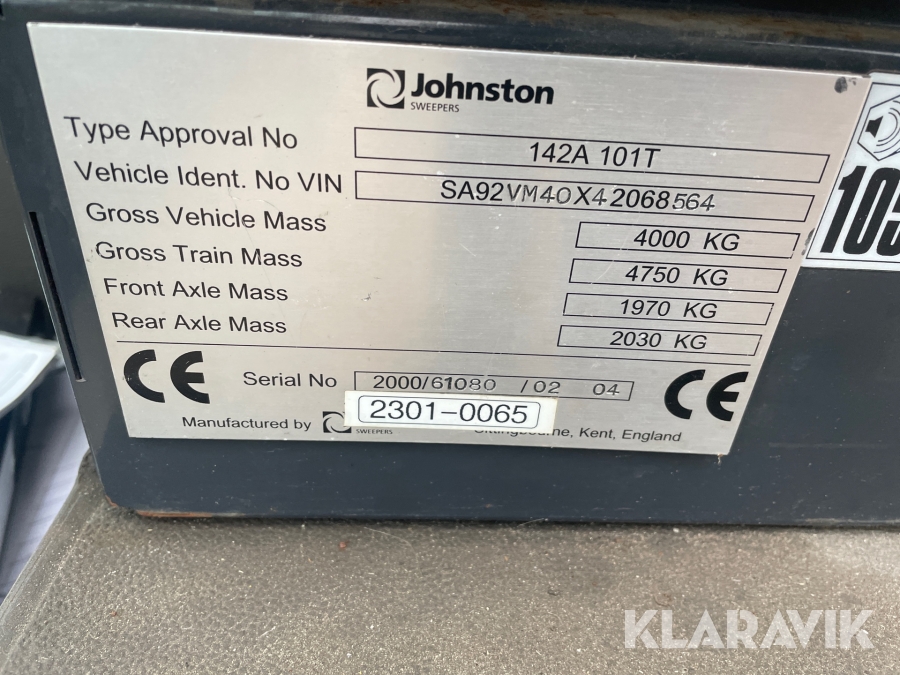 Johnston
SWEEPERS
Type Approval No 142A 101T
Vehicle Ident. No VIN SA92VM40X42068564
Gross Vehicle Mass 4000 KG
Gross Train Mass 4750 KG
Front Axle Mass 1970 KG
Rear Axle Mass 2030 KG
CE Serial No 2000/61080 /02 04 CE
2301-0065
Manufactured by SWEEPERS Kent, England
KLARAVIK